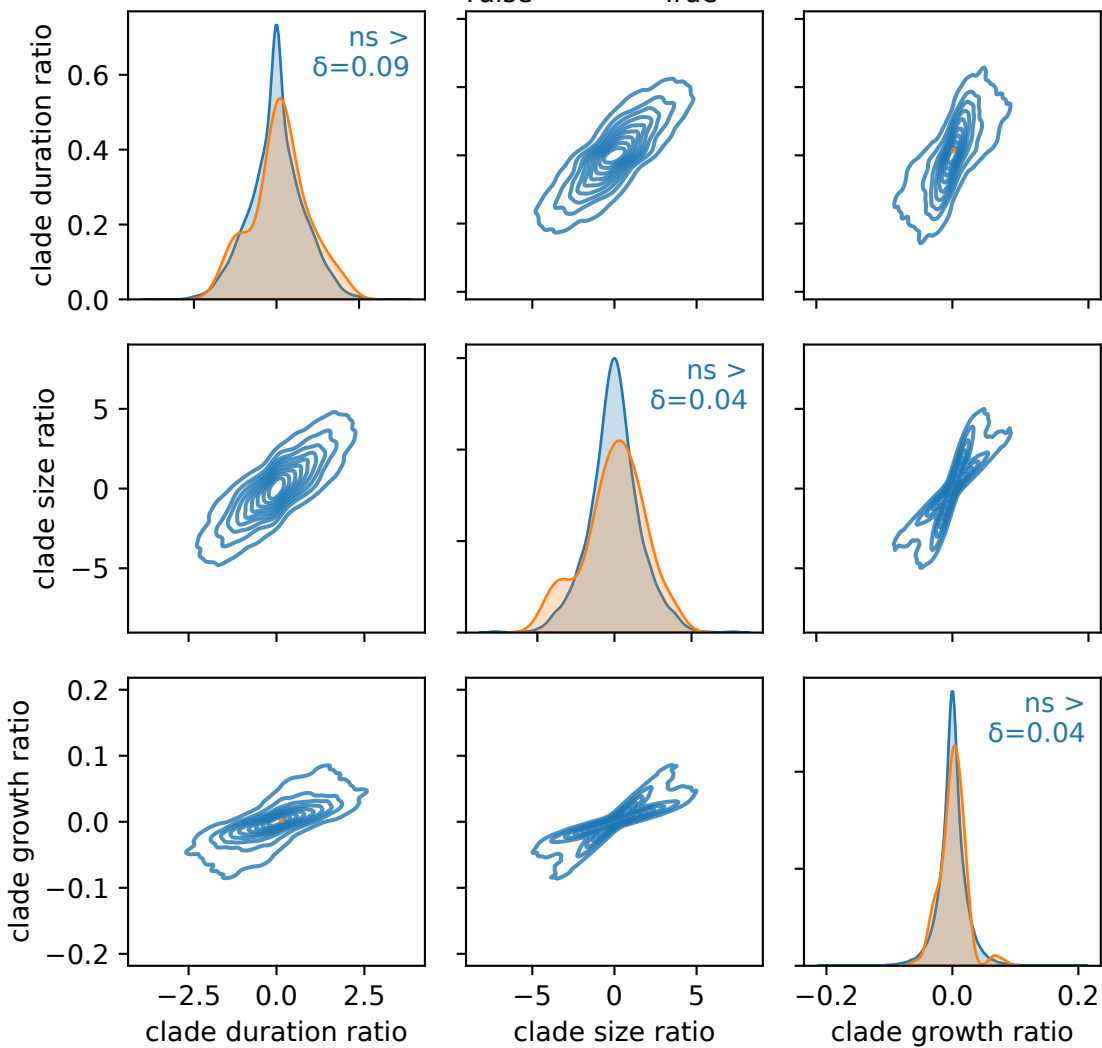 clade duration ratio
0.6
0.4
0.2
0.0
ns >
δ=0.09
clade size ratio
5
0
−5
ns >
δ=0.04
clade growth ratio
0.2
0.1
0.0
−0.1
−0.2
ns >
δ=0.04
−2.5 0.0 2.5
−5 0 5
−0.2 0.0 0.2
clade duration ratio
clade size ratio
clade growth ratio